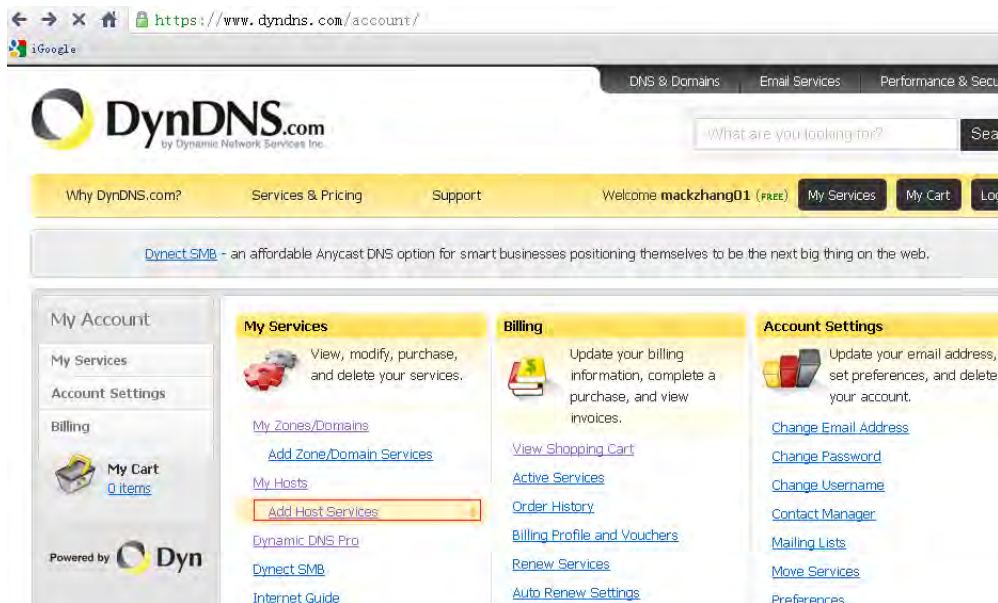 https://www.dyndns.com/account/
iGoogle
DNS & Domains Email Services Performance & Secu
DynDNS.com
by Dynamic Network Services Inc.
What are you looking for? Sea
Why DynDNS.com? Services & Pricing Support Welcome mackzhang01 (FREE) My Services My Cart Lo
Dynect SMB - an affordable Anycast DNS option for smart businesses positioning themselves to be the next big thing on the web.
My Account
My Services
Account Settings
Billing
My Cart
0 items
Powered by Dyn
My Services
View, modify, purchase,
and delete your services.
My Zones/Domains
Add Zone/Domain Services
My Hosts
Add Host Services
Dynamic DNS Pro
Dynect SMB
Internet Guide
Billing
Update your billing
information, complete a
purchase, and view
invoices.
View Shopping Cart
Active Services
Order History
Billing Profile and Vouchers
Renew Services
Auto Renew Settings
Account Settings
Update your email address,
set preferences, and delete
your account.
Change Email Address
Change Password
Change Username
Contact Manager
Mailing Lists
Move Services
Preferences